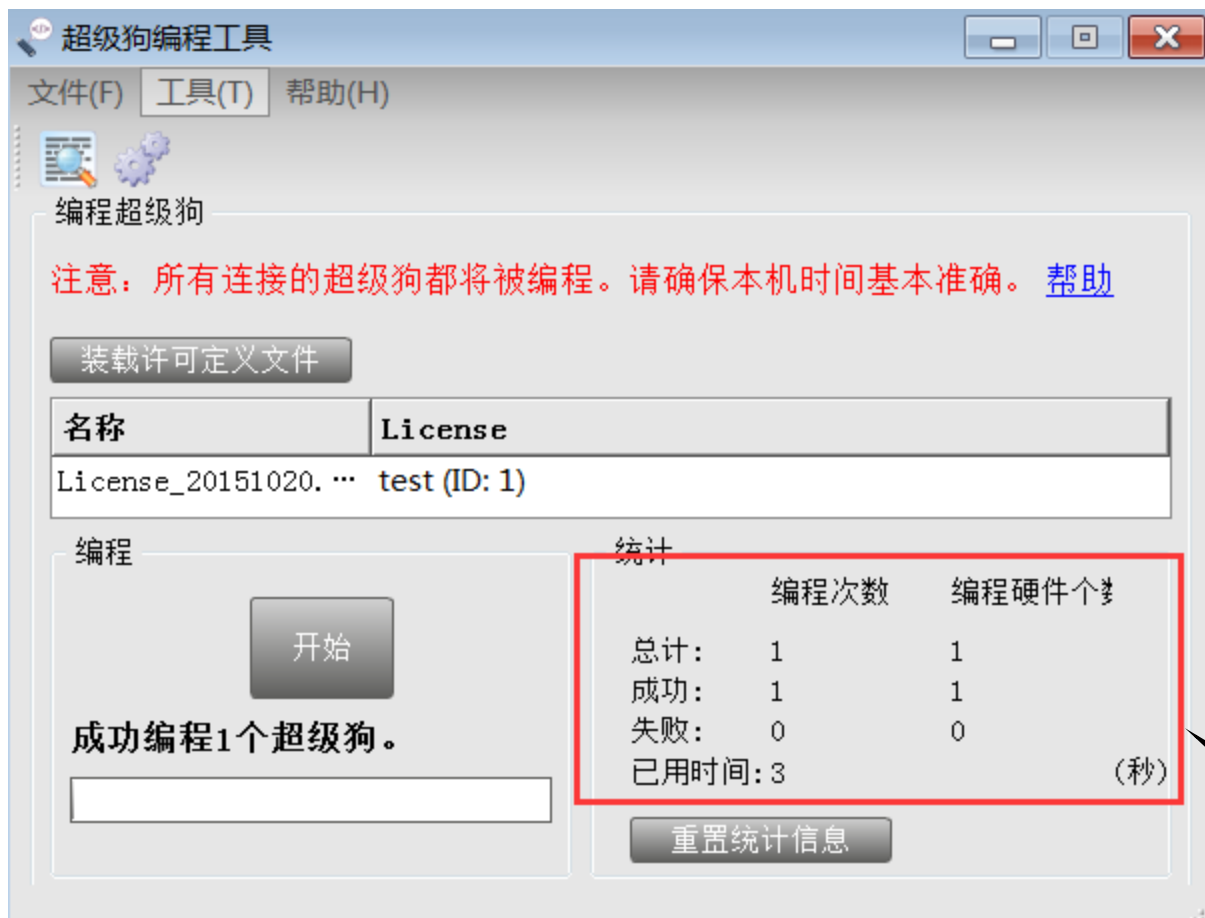 超级狗编程工具
文件(F) 工具(T) 帮助(H)
编程超级狗
注意：所有连接的超级狗都将被编程。请确保本机时间基本准确。 帮助
装载许可定义文件
名称 License
License_20151020. … test (ID: 1)
编程
开始
成功编程1个超级狗。
统计
编程次数 编程硬件个
总计: 1 1
成功: 1 1
失败: 0 0
已用时间:3 (秒)
重置统计信息